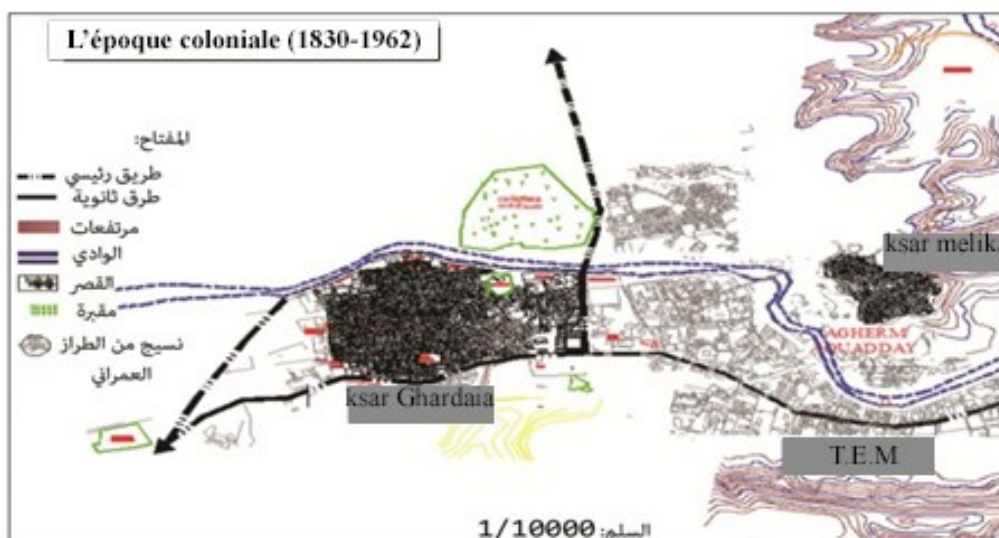 L'époque coloniale (1830-1962)
المفتاح:
طريق رئيسي
طرق ثانوية
مرتفعات
الوادي
القصر
مقبرة
نسيج من الطراز
العمراني
ksar melik
AGHERM
OUADDAY
ksar Ghardaia
T.E.M
السلم: 1/10000